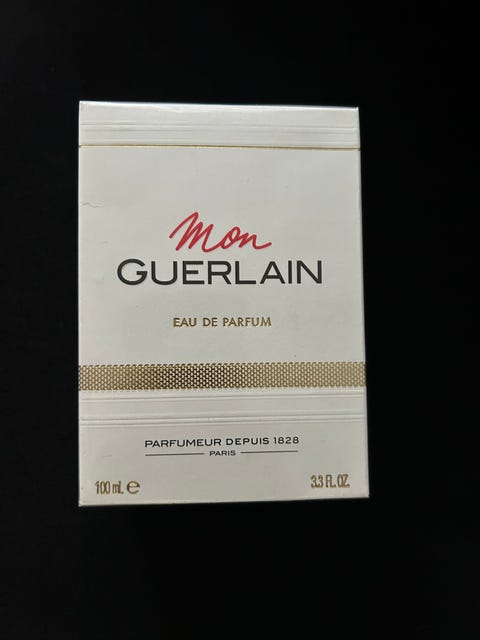 Mon
GUERLAIN
EAU DE PARFUM
PARFUMEUR DEPUIS 1828
PARIS
100 mL ℮ 3.3 FL.OZ.